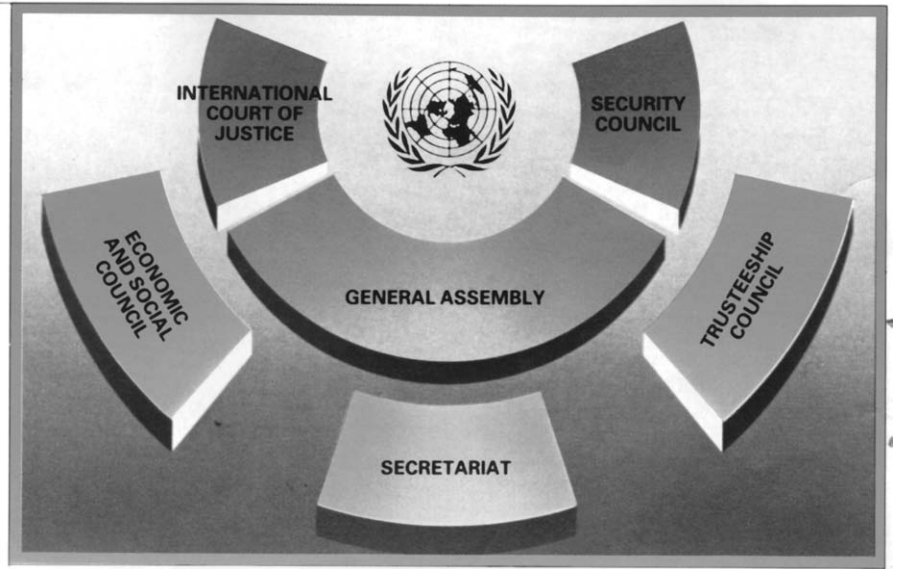 INTERNATIONAL
COURT OF
JUSTICE
SECURITY
COUNCIL
ECONOMIC
AND SOCIAL
COUNCIL
GENERAL ASSEMBLY
TRUSTEESHIP
COUNCIL
SECRETARIAT